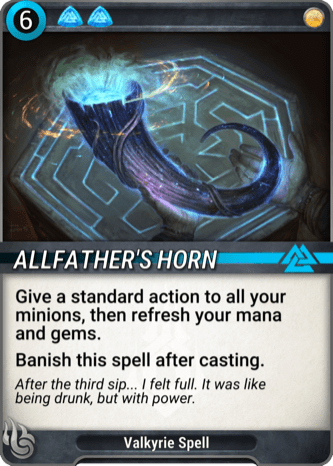 6
ALLFATHER'S HORN
Give a standard action to all your
minions, then refresh your mana
and gems.
Banish this spell after casting.
After the third sip... I felt full. It was like
being drunk, but with power.
Valkyrie Spell